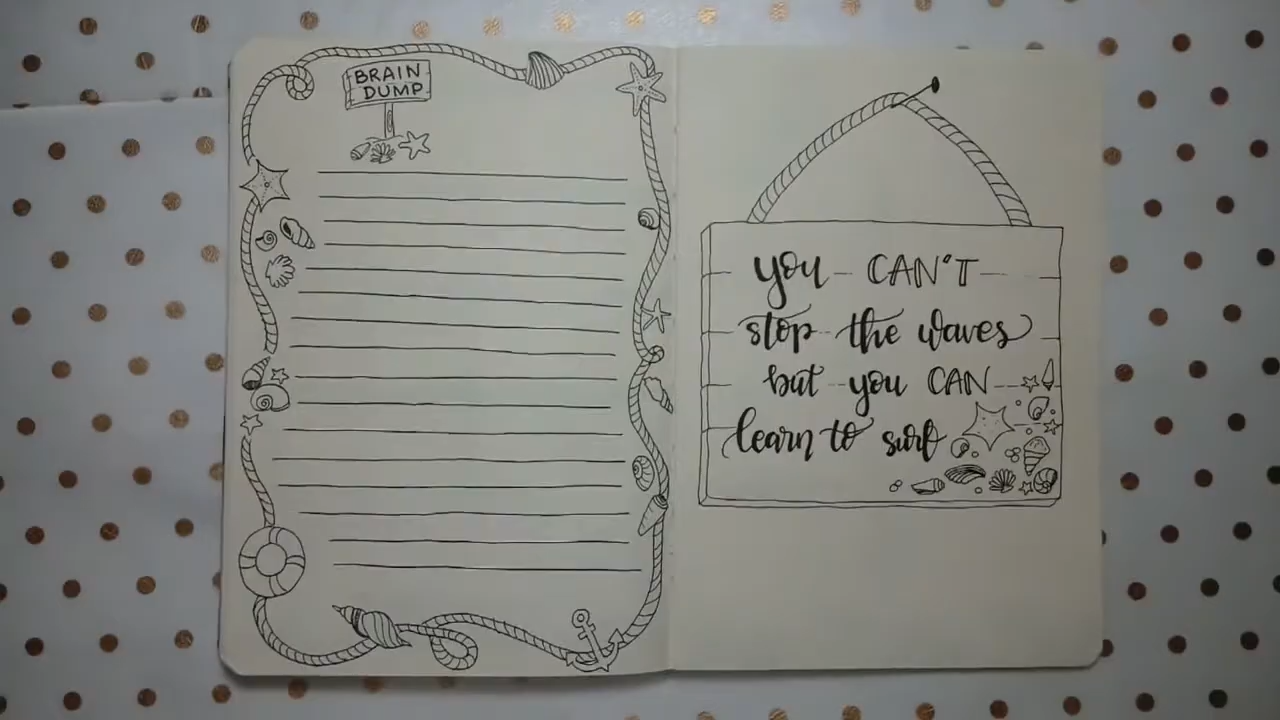 BRAIN
DUMP
you CAN'T
stop the waves
but you CAN
learn to surf